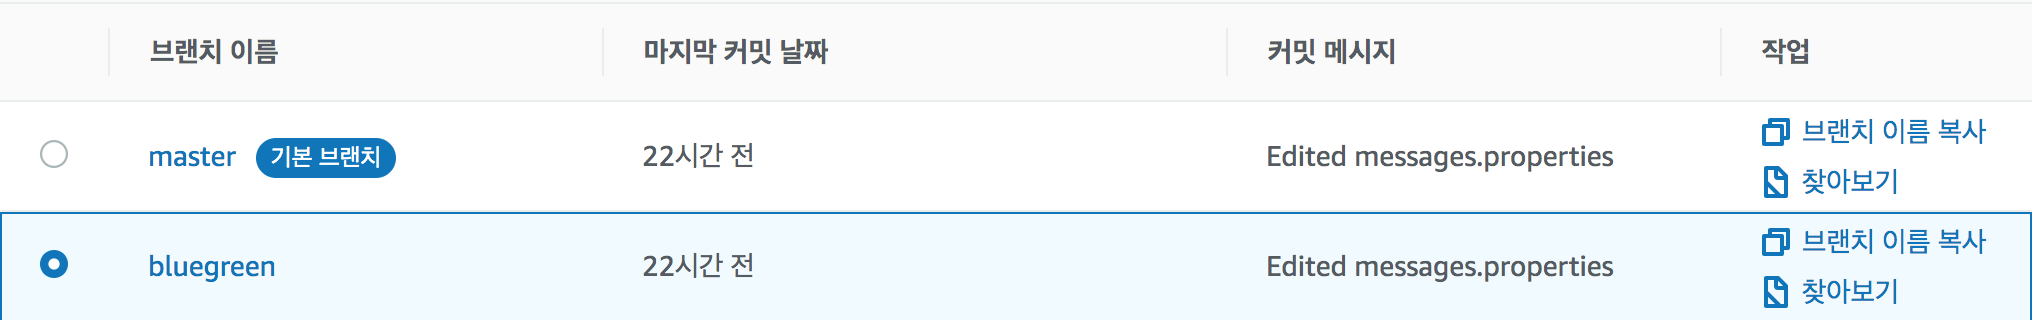 브랜치 이름 마지막 커밋 날짜 커밋 메시지 작업
master 기본 브랜치 22시간 전 Edited messages.properties 브랜치 이름 복사
찾아보기
bluegreen 22시간 전 Edited messages.properties 브랜치 이름 복사
찾아보기